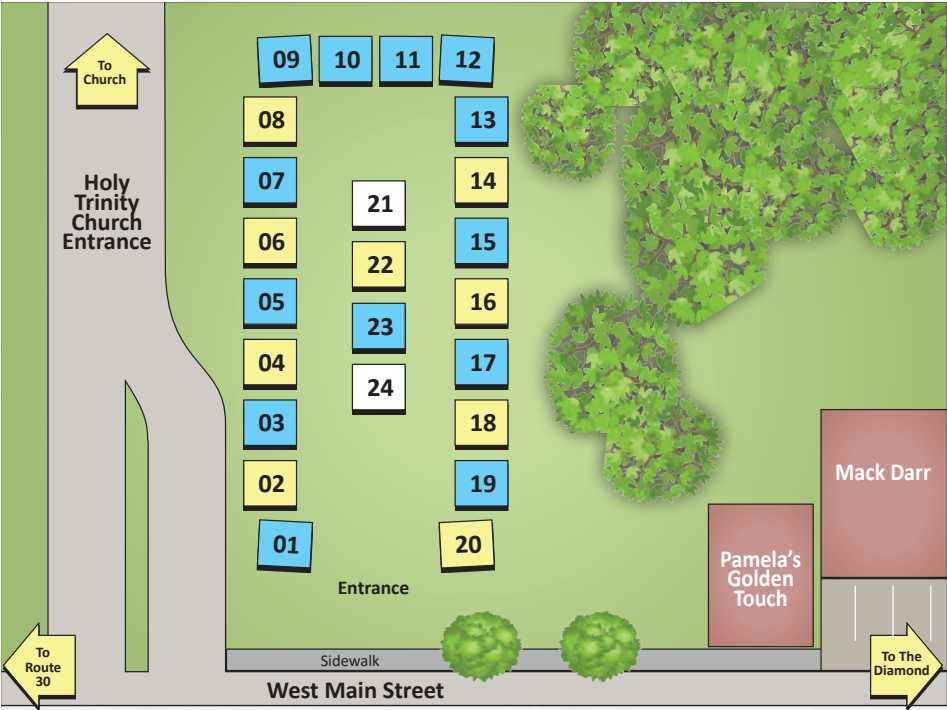 To
Church
09 10 11 12
08 13
07 14
Holy
Trinity
Church
Entrance
21
06 15
22
05 16
23
04 17
24
03 18
02 19
01 20
Mack Darr
Pamela's
Golden
Touch
Entrance
To
Route
30
Sidewalk
To The
Diamond
West Main Street